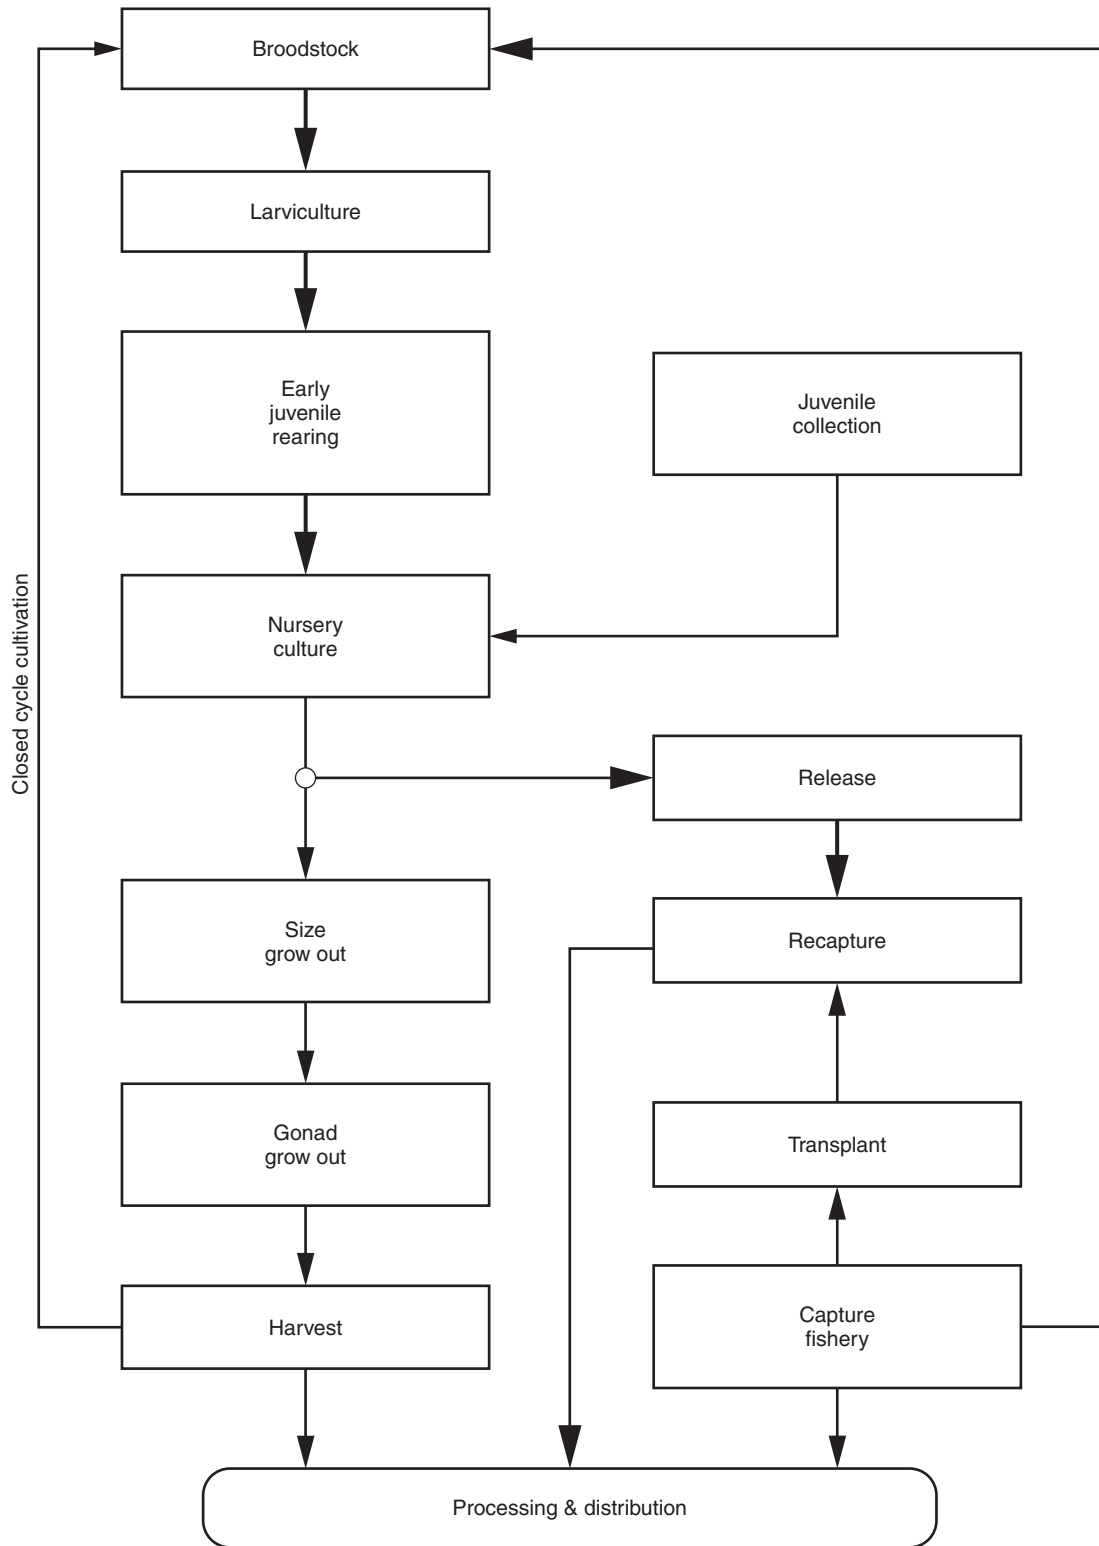 Broodstock
Larviculture
Early
juvenile
rearing
Juvenile
collection
Nursery
culture
Closed cycle cultivation
Release
Size
grow out
Recapture
Gonad
grow out
Transplant
Harvest
Capture
fishery
Processing & distribution